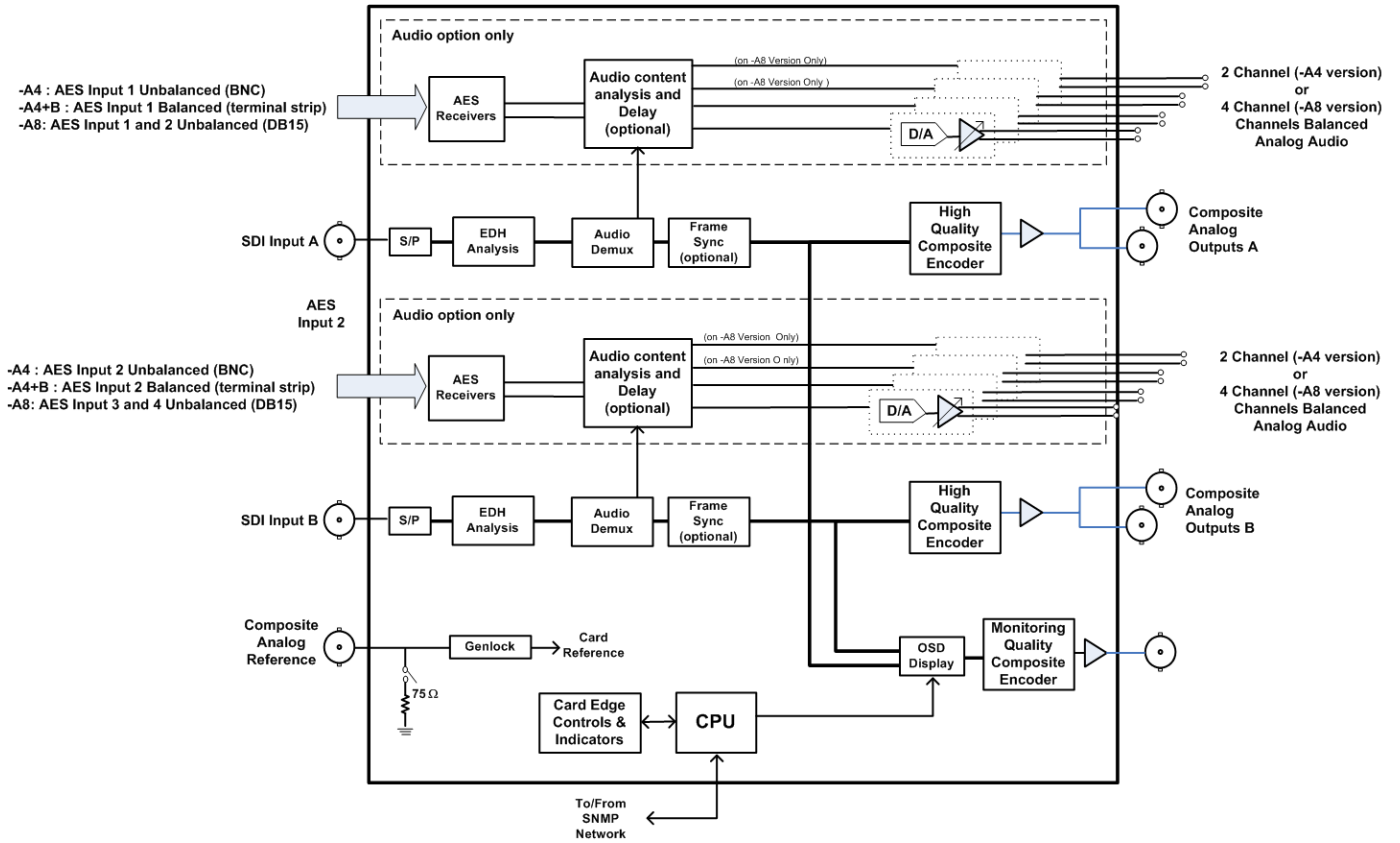 Audio option only
-A4 : AES Input 1 Unbalanced (BNC)
-A4+B : AES Input 1 Balanced (terminal strip)
-A8: AES Input 1 and 2 Unbalanced (DB15)
AES
Receivers
Audio content
analysis and
Delay
(optional)
(on -A8 Version Only)
(on -A8 Version Only )
D/A
2 Channel (-A4 version)
or
4 Channel (-A8 version)
Channels Balanced
Analog Audio
SDI Input A
S/P
EDH
Analysis
Audio
Demux
Frame
Sync
(optional)
High
Quality
Composite
Encoder
Composite
Analog
Outputs A
AES
Input 2
Audio option only
-A4 : AES Input 2 Unbalanced (BNC)
-A4+B : AES Input 2 Balanced (terminal strip)
-A8: AES Input 3 and 4 Unbalanced (DB15)
AES
Receivers
Audio content
analysis and
Delay
(optional)
(on -A8 Version Only)
(on -A8 Version O nly)
D/A
2 Channel (-A4 version)
or
4 Channel (-A8 version)
Channels Balanced
Analog Audio
SDI Input B
S/P
EDH
Analysis
Audio
Demux
Frame
Sync
(optional)
High
Quality
Composite
Encoder
Composite
Analog
Outputs B
Composite
Analog
Reference
Genlock
Card
Reference
75 Ω
OSD
Display
Monitoring
Quality
Composite
Encoder
Card Edge
Controls &
Indicators
CPU
To/From
SNMP
Network